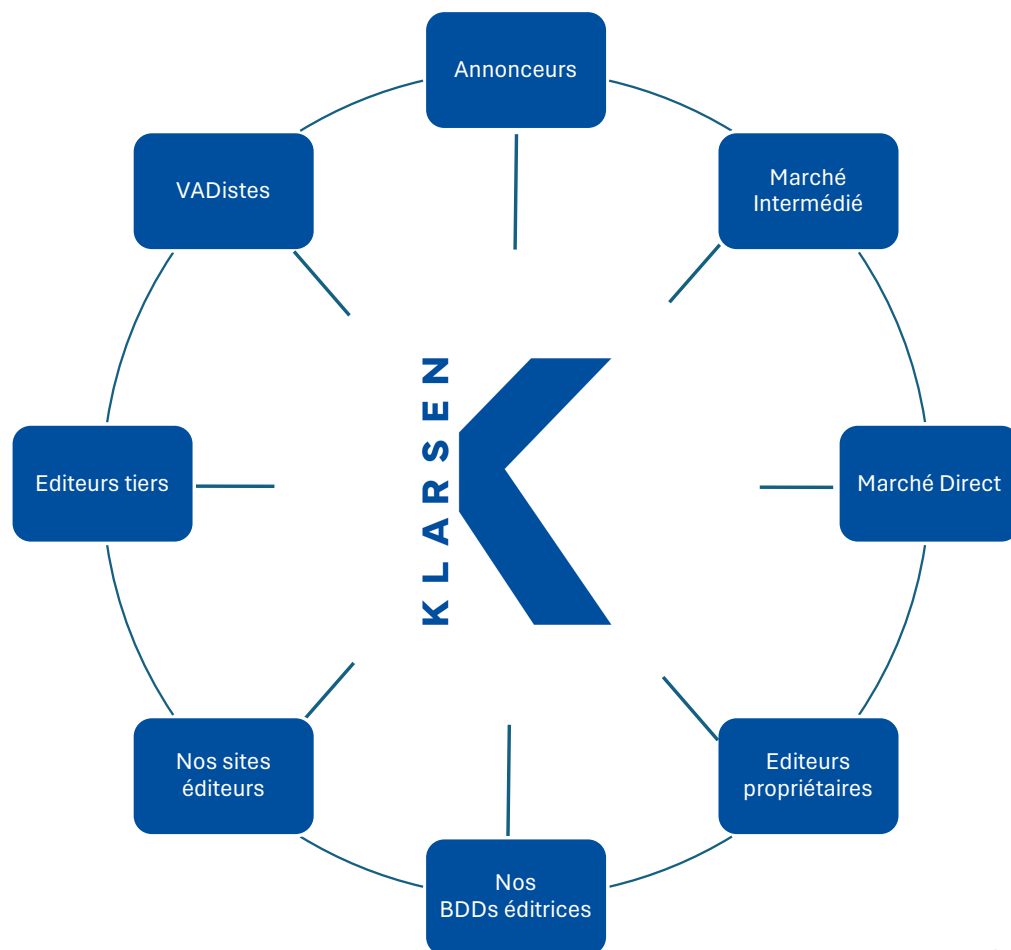 Annonceurs
VADistes
Marché
Intermédié
KLARSEN
Editeurs tiers
Marché Direct
Nos sites
éditeurs
Editeurs
propriétaires
Nos
BDDs éditrices